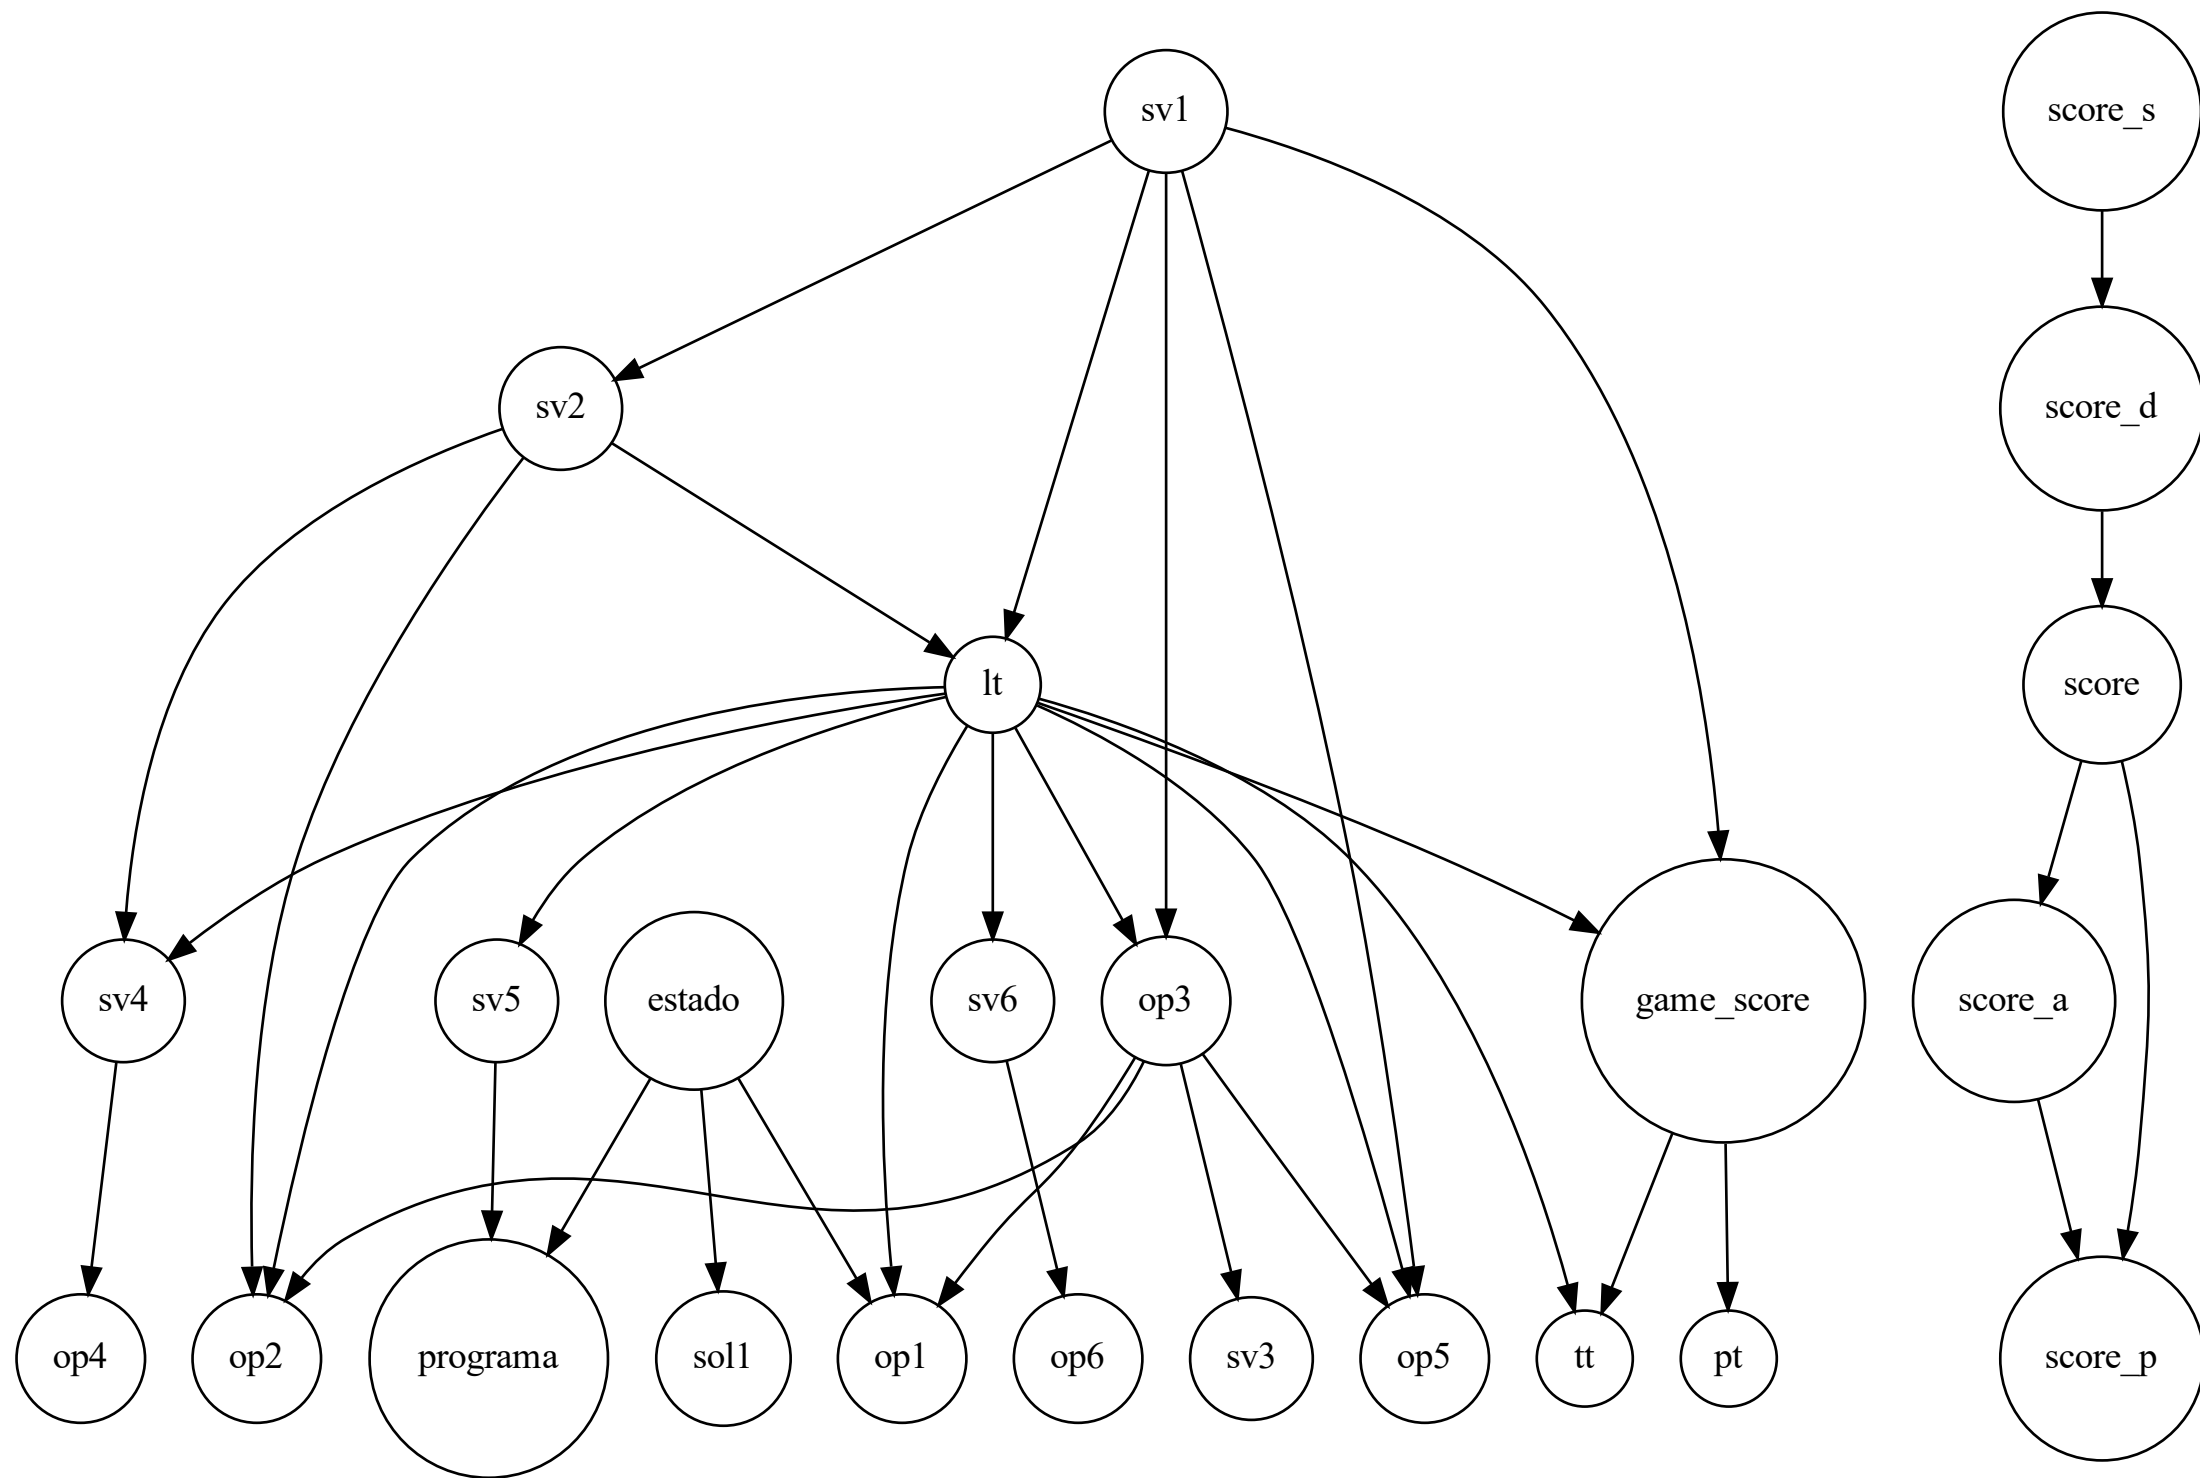 sv1
score_s
sv2
score_d
lt
score
sv4
sv5
estado
sv6
op3
game_score
score_a
op4
op2
programa
sol1
op1
op6
sv3
op5
tt
pt
score_p